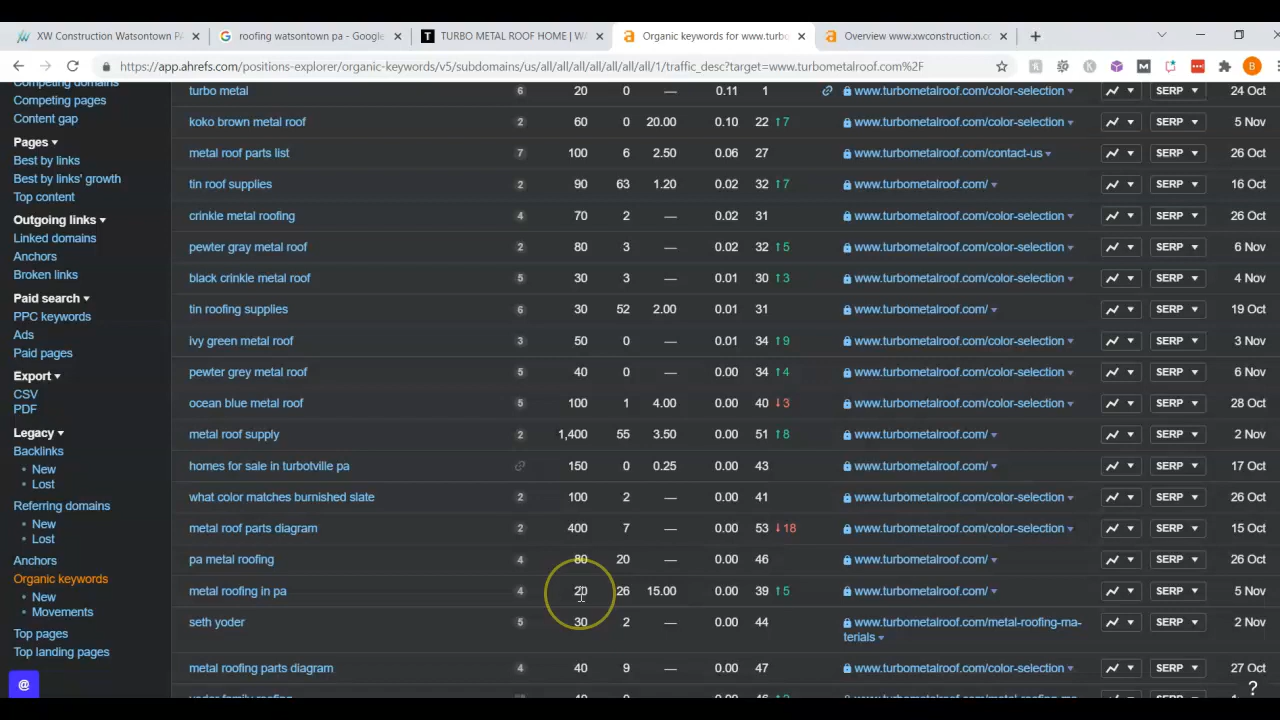 XW Construction Watsontown P
roofing watsontown pa - Google
TURBO METAL ROOF HOME | WA
Organic keywords for www.turbo
Overview www.xwconstruction.c
https://app.ahrefs.com/positions-explorer/organic-keywords/v5/subdomains/us/all/all/all/all/all/all/all/1/traffic_desc?target=www.turbometalroof.com%2F
B
Competing domains
Competing pages
Content gap
Pages
Best by links
Best by links' growth
Top content
Outgoing links
Linked domains
Anchors
Broken links
Paid search
PPC keywords
Ads
Paid pages
Export
CSV
PDF
Legacy
Backlinks
• New
• Lost
Referring domains
• New
• Lost
Anchors
Organic keywords
• New
• Movements
Top pages
Top landing pages
@
turbo metal 6 20 0 — 0.11 1 www.turbometalroof.com/color-selection SERP 24 Oct
koko brown metal roof 2 60 0 20.00 0.10 22 ↑7 www.turbometalroof.com/color-selection SERP 5 Nov
metal roof parts list 7 100 6 2.50 0.06 27 www.turbometalroof.com/contact-us SERP 26 Oct
tin roof supplies 2 90 63 1.20 0.02 32 ↑7 www.turbometalroof.com/ SERP 16 Oct
crinkle metal roofing 4 70 2 — 0.02 31 www.turbometalroof.com/color-selection SERP 26 Oct
pewter gray metal roof 2 80 3 — 0.02 32 ↑5 www.turbometalroof.com/color-selection SERP 6 Nov
black crinkle metal roof 5 30 3 — 0.01 30 ↑3 www.turbometalroof.com/color-selection SERP 4 Nov
tin roofing supplies 6 30 52 2.00 0.01 31 www.turbometalroof.com/ SERP 19 Oct
ivy green metal roof 3 50 0 — 0.01 34 ↑9 www.turbometalroof.com/color-selection SERP 3 Nov
pewter grey metal roof 5 40 0 — 0.00 34 ↑4 www.turbometalroof.com/color-selection SERP 6 Nov
ocean blue metal roof 5 100 1 4.00 0.00 40 ↓3 www.turbometalroof.com/color-selection SERP 28 Oct
metal roof supply 2 1,400 55 3.50 0.00 51 ↑8 www.turbometalroof.com/ SERP 2 Nov
homes for sale in turbotville pa 150 0 0.25 0.00 43 www.turbometalroof.com/ SERP 17 Oct
what color matches burnished slate 2 100 2 — 0.00 41 www.turbometalroof.com/color-selection SERP 26 Oct
metal roof parts diagram 2 400 7 — 0.00 53 ↓18 www.turbometalroof.com/color-selection SERP 15 Oct
pa metal roofing 4 80 20 — 0.00 46 www.turbometalroof.com/ SERP 26 Oct
metal roofing in pa 4 20 26 15.00 0.00 39 ↑5 www.turbometalroof.com/ SERP 5 Nov
seth yoder 5 30 2 — 0.00 44 www.turbometalroof.com/metal-roofing-ma- SERP 2 Nov
terials
metal roofing parts diagram 4 40 9 — 0.00 47 www.turbometalroof.com/color-selection SERP 27 Oct
?